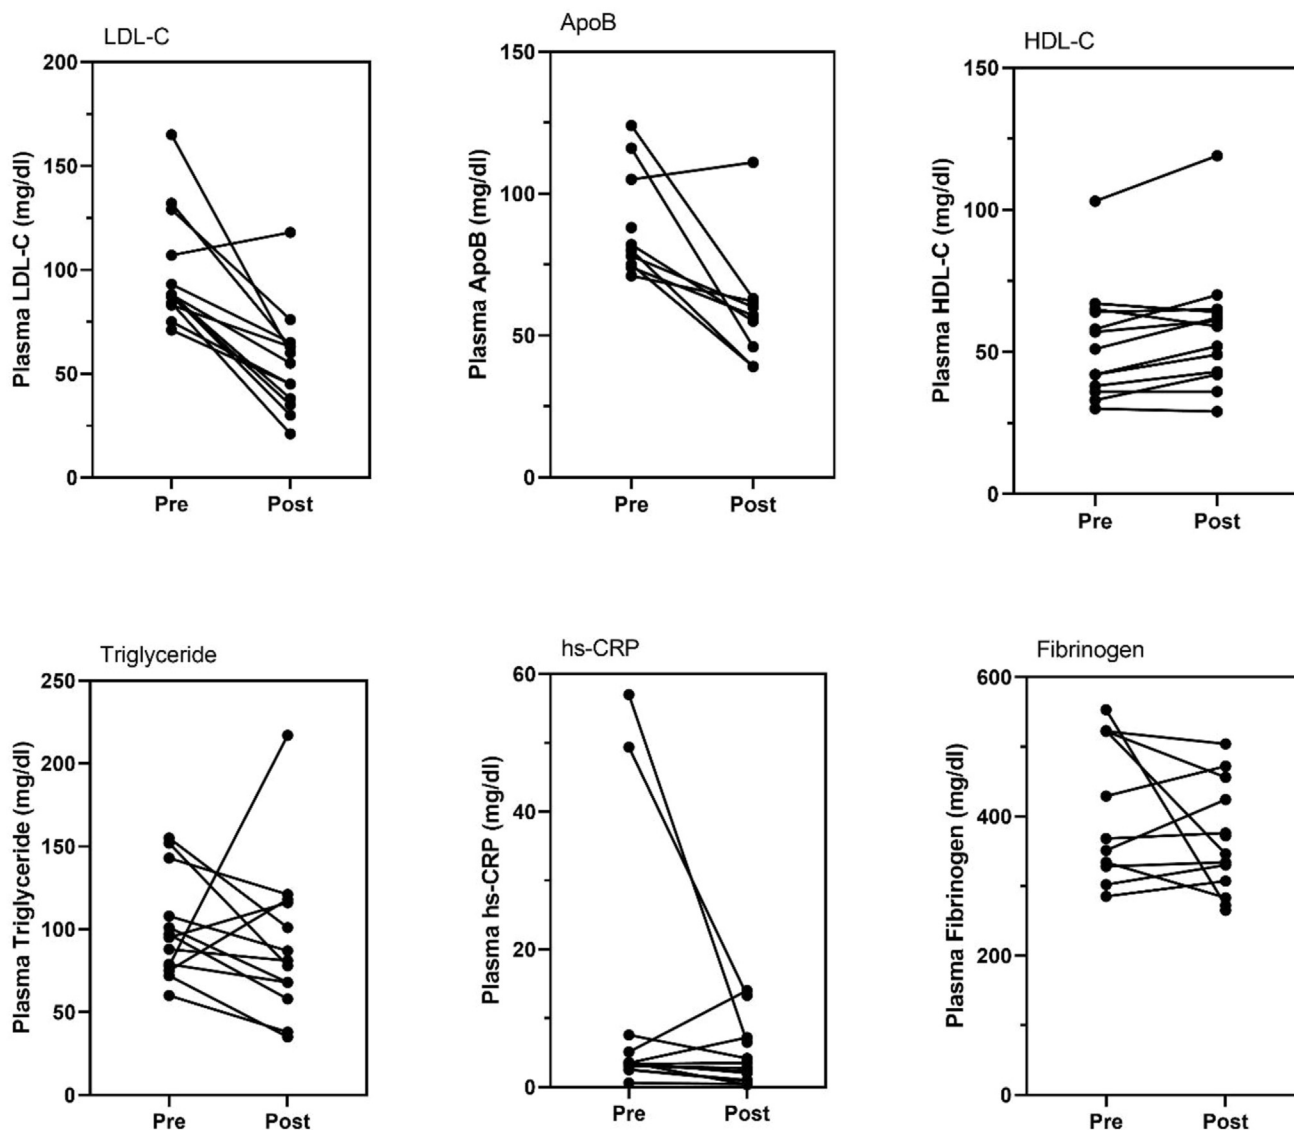 LDL-C
Plasma LDL-C (mg/dl)
200
150
100
50
0
Pre
Post
ApoB
Plasma ApoB (mg/dl)
150
100
50
0
Pre
Post
HDL-C
Plasma HDL-C (mg/dl)
150
100
50
0
Pre
Post
Triglyceride
Plasma Triglyceride (mg/dl)
250
200
150
100
50
0
Pre
Post
hs-CRP
Plasma hs-CRP (mg/dl)
60
40
20
0
Pre
Post
Fibrinogen
Plasma Fibrinogen (mg/dl)
600
400
200
0
Pre
Post